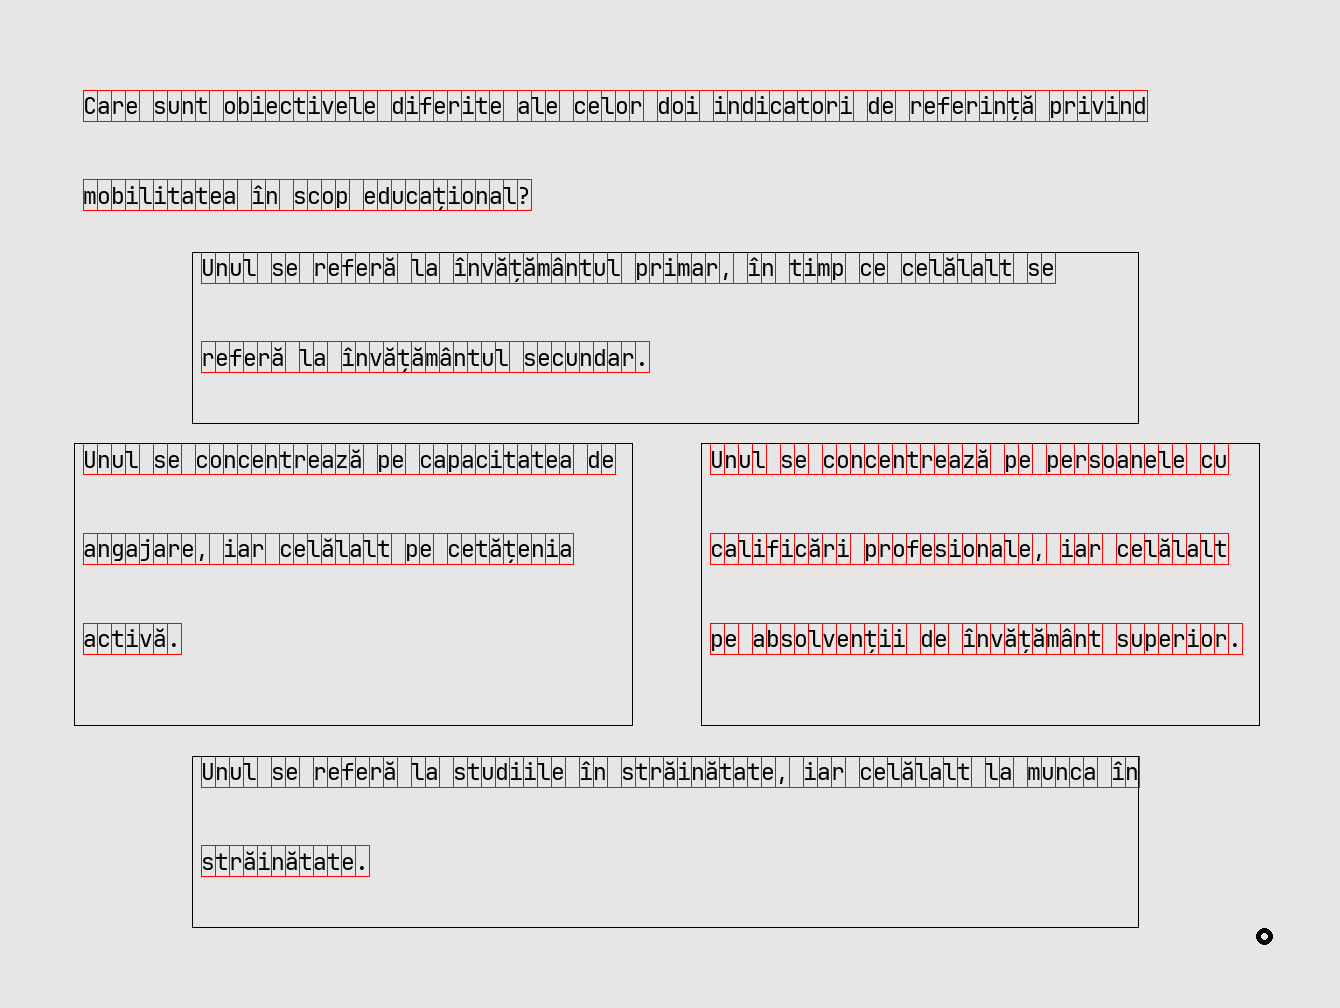 Care sunt obiectivele diferite ale celor doi indicatori de referință privind
mobilitatea în scop educațional?
Unul se referă la învățământul primar, în timp ce celălalt se
referă la învățământul secundar.
Unul se concentrează pe capacitatea de
angajare, iar celălalt pe cetățenia
activă.
Unul se concentrează pe persoanele cu
calificări profesionale, iar celălalt
pe absolvenții de învățământ superior.
Unul se referă la studiile în străinătate, iar celălalt la munca în
străinătate.